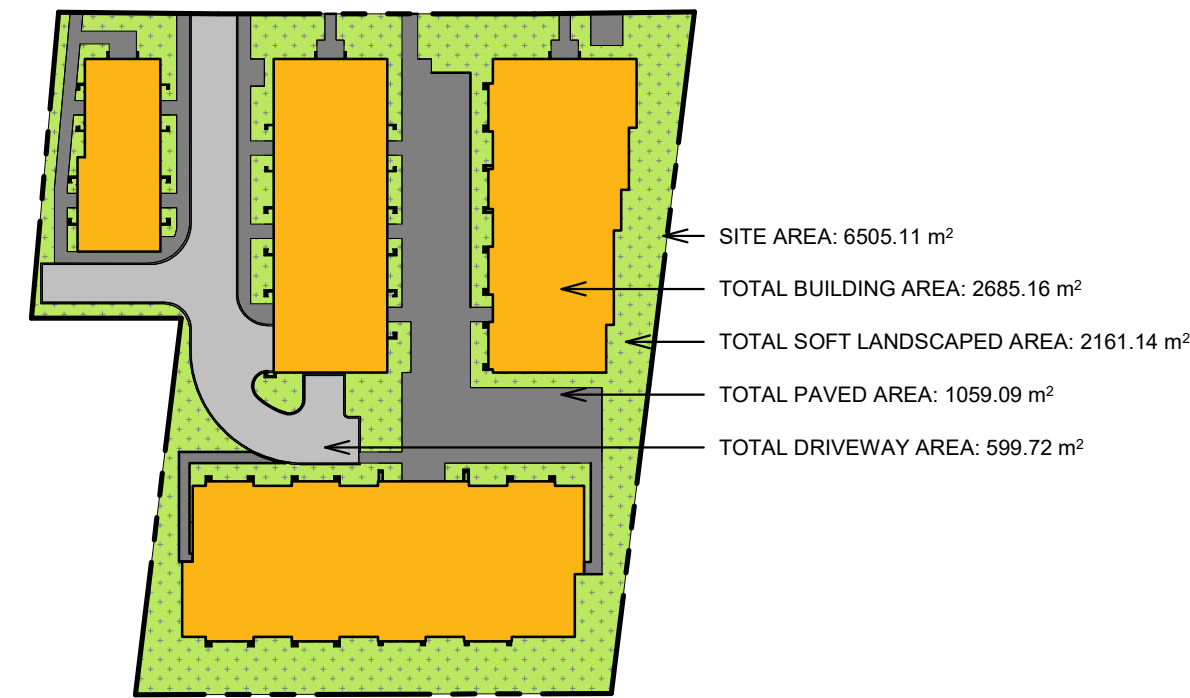 SITE AREA: 6505.11 m²
TOTAL BUILDING AREA: 2685.16 m²
TOTAL SOFT LANDSCAPED AREA: 2161.14 m²
TOTAL PAVED AREA: 1059.09 m²
TOTAL DRIVEWAY AREA: 599.72 m²